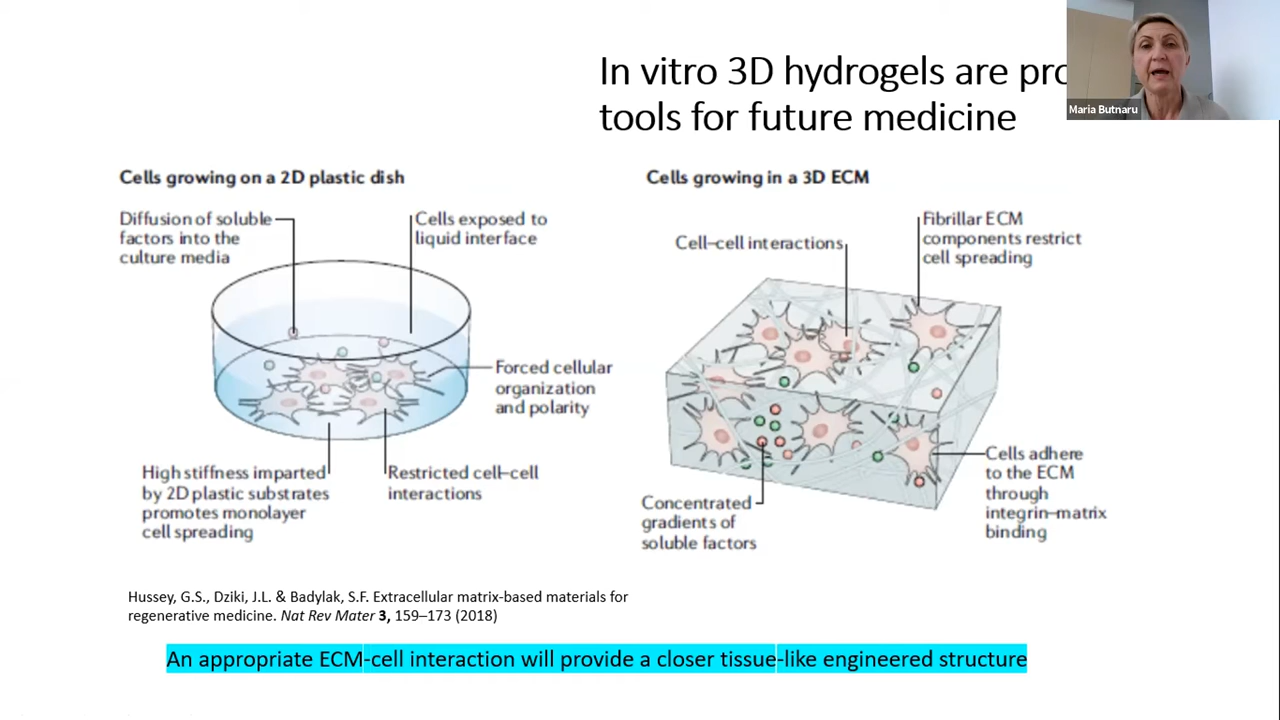 In vitro 3D hydrogels are
tools for future medicine
Maria Butnaru
Cells growing on a 2D plastic dish
Diffusion of soluble
factors into the
culture media
Cells exposed to
liquid interface
Forced cellular
organization
and polarity
High stiffness imparted
by 2D plastic substrates
promotes monolayer
cell spreading
Restricted cell–cell
interactions
Cells growing in a 3D ECM
Cell–cell interactions
Fibrillar ECM
components restrict
cell spreading
Concentrated
gradients of
soluble factors
Cells adhere
to the ECM
through
integrin–matrix
binding
Hussey, G.S., Dziki, J.L. & Badylak, S.F. Extracellular matrix-based materials for
regenerative medicine. Nat Rev Mater 3, 159–173 (2018)
An appropriate ECM-cell interaction will provide a closer tissue-like engineered structure